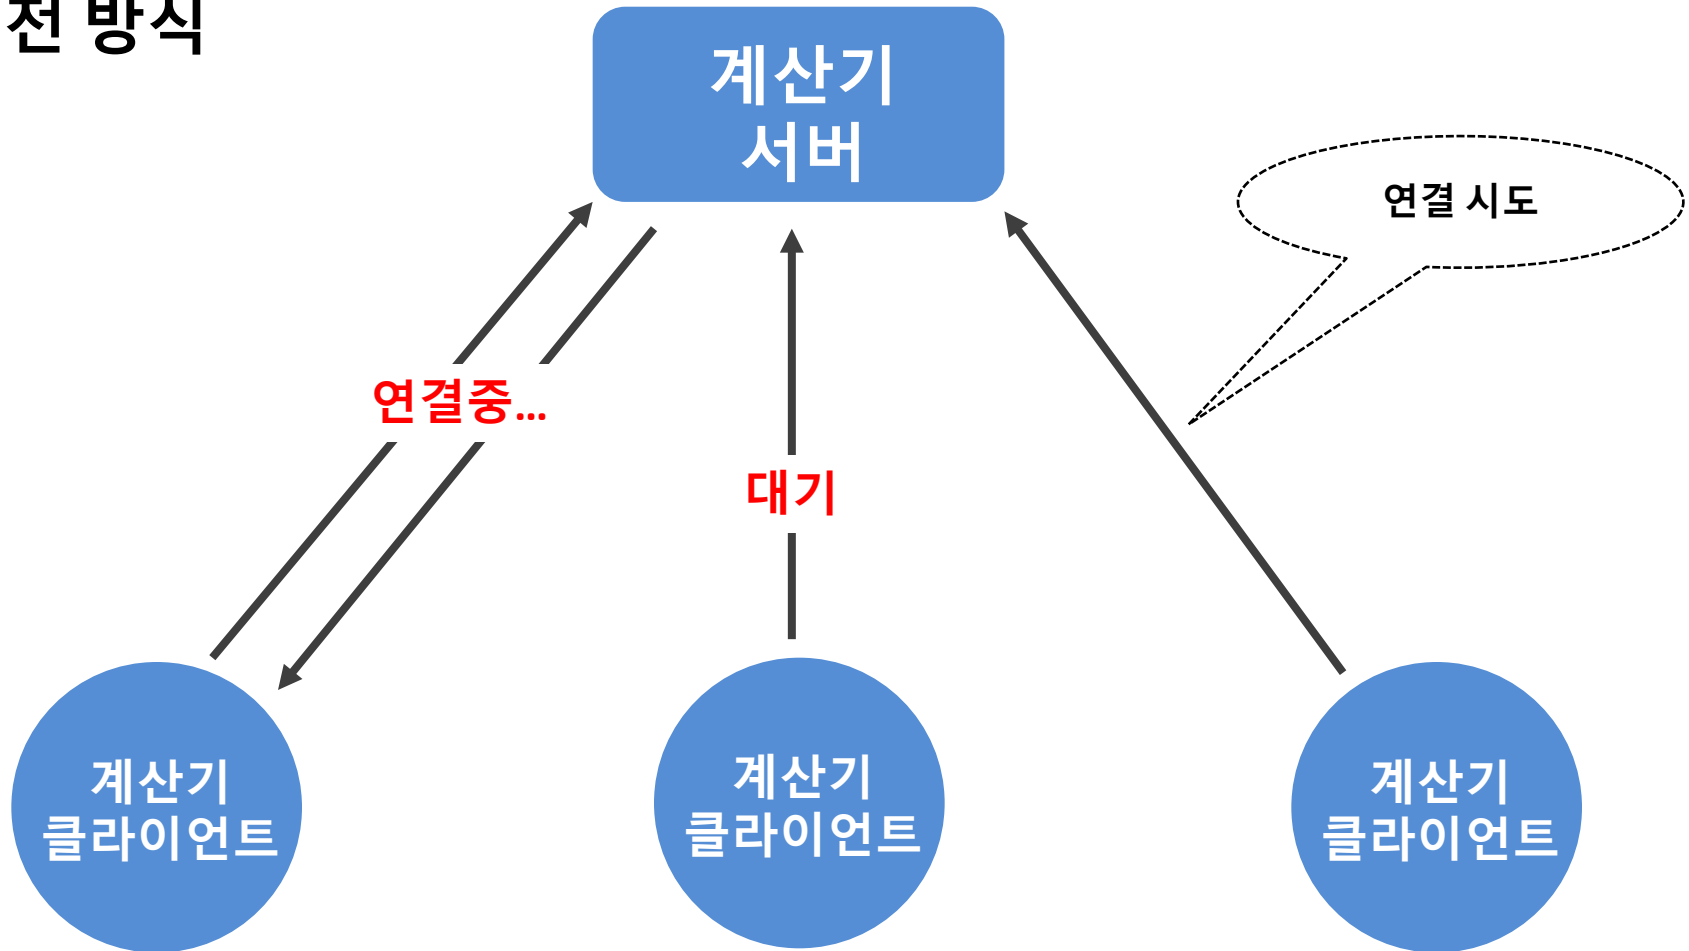 전 방식
계산기
서버
연결 시도
연결중...
대기
계산기
클라이언트
계산기
클라이언트
계산기
클라이언트